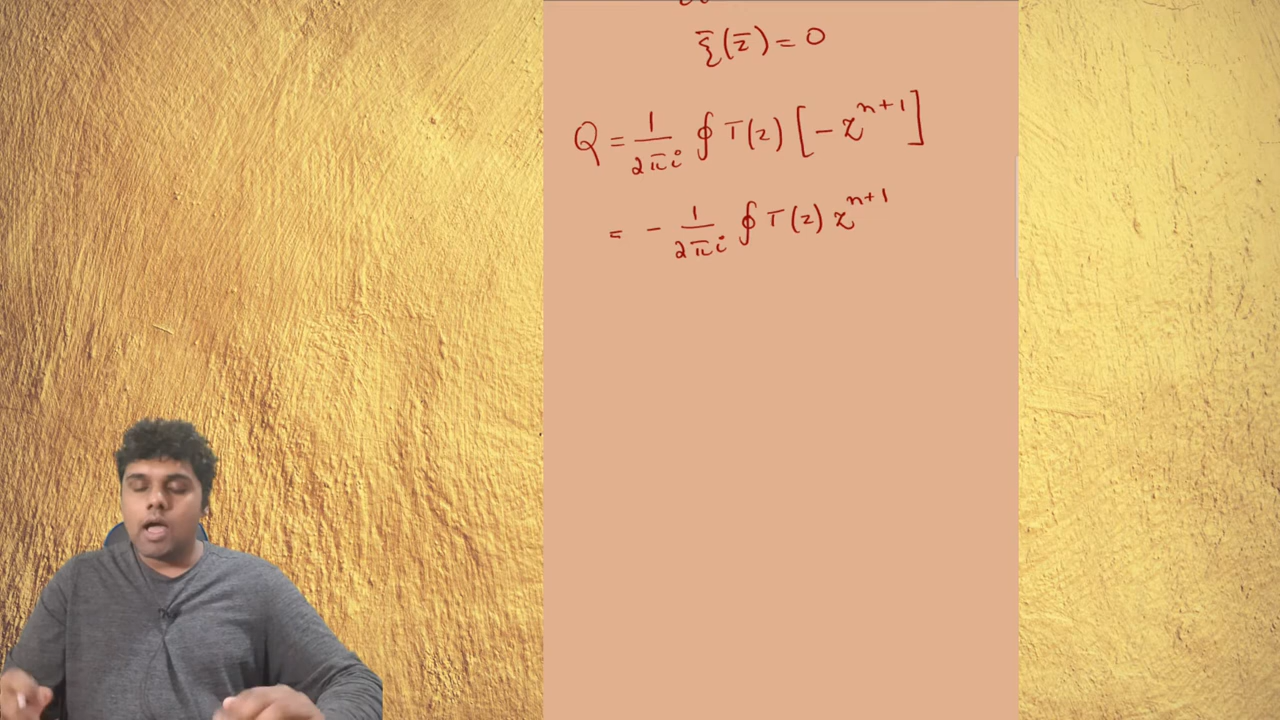 ξ̄(z̄) = 0
Q = 1/2πi ∮ T(z) [-z^{n+1}]
= - 1/2πi ∮ T(z) z^{n+1}